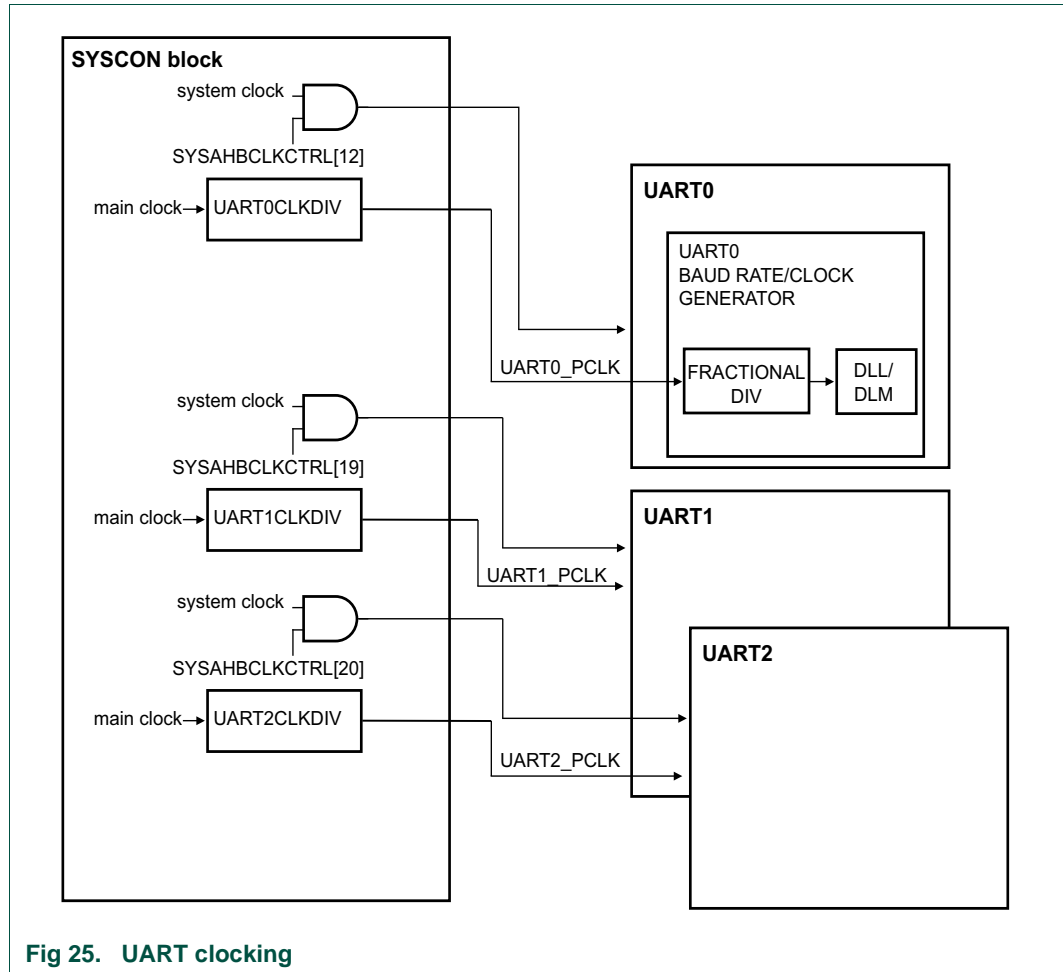 SYSCON block
system clock
SYSAHBCLKCTRL[12]
main clock
UART0CLKDIV
UART0
UART0
BAUD RATE/CLOCK
GENERATOR
UART0_PCLK
FRACTIONAL
DIV
DLL/
DLM
system clock
SYSAHBCLKCTRL[19]
main clock
UART1CLKDIV
UART1
UART1_PCLK
system clock
SYSAHBCLKCTRL[20]
UART2
main clock
UART2CLKDIV
UART2_PCLK
Fig 25. UART clocking